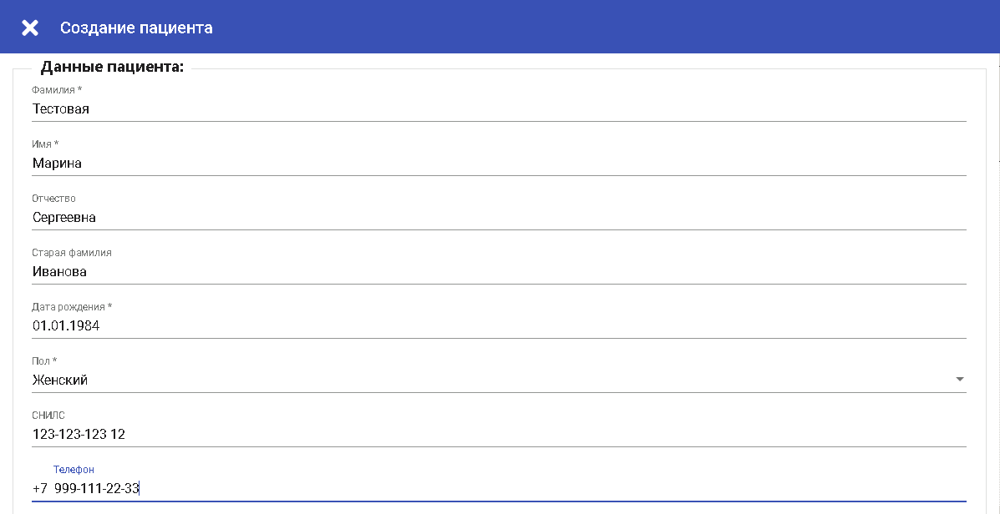 Создание пациента
Данные пациента:
Фамилия *
Тестовая
Имя *
Марина
Отчество
Сергеевна
Старая фамилия
Иванова
Дата рождения *
01.01.1984
Пол *
Женский
СНИЛС
123-123-123 12
Телефон
+7 999-111-22-33